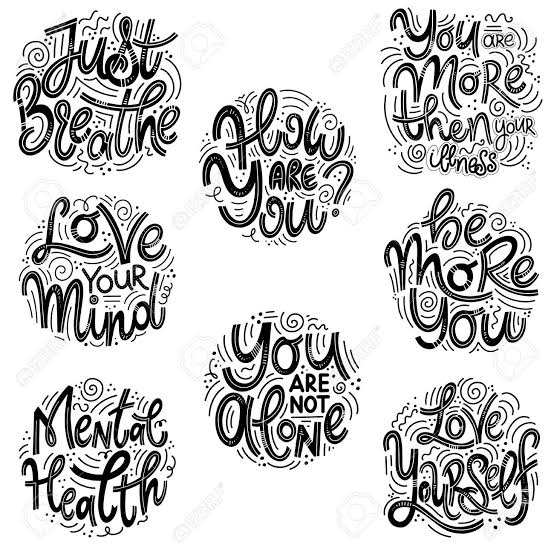 Just
Breathe
How
ARE
You?
You are
More
then your
illness
Love
YOUR
Mind
be
More
You
You
ARE
NOT
Alone
Mental
Health
Love
Yourself